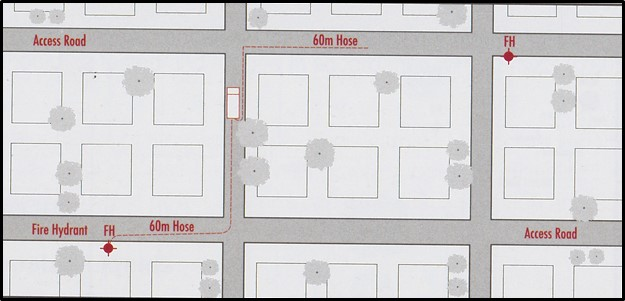 Access Road
60m Hose
FH
Fire Hydrant
FH
60m Hose
Access Road